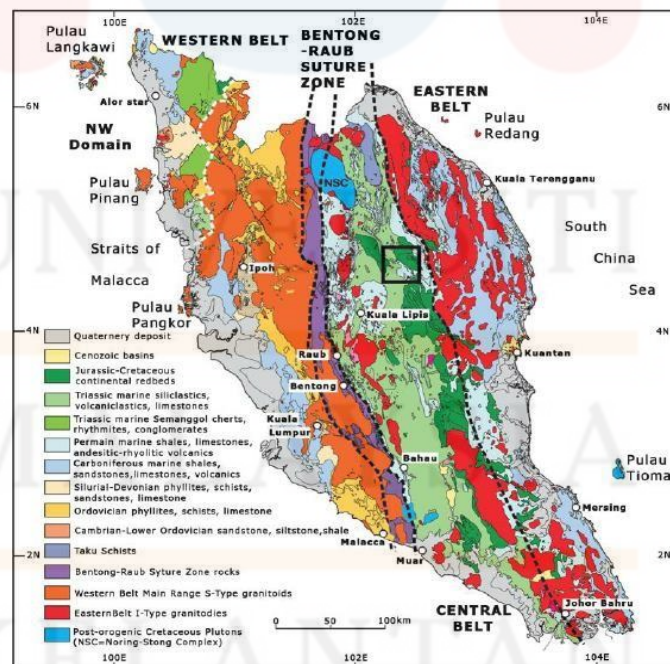 100E
102E
104E
Pulau
Langkawi
WESTERN BELT
BENTONG
-RAUB
SUTURE
ZONE
EASTERN
BELT
6N
6N
Alor star
NW
Domain
Pulau
Redang
Kuala Terengganu
NSC
Pulau
Pinang
Straits of
Malacca
South
China
Sea
Ipoh
Pulau
Pangkor
Kuala Lipis
4N
4N
Kuantan
Raub
Bentong
Kuala
Lumpur
Bahau
Pulau
Tioma
Mersing
Malacca
Muar
2N
2N
Johor Bahru
CENTRAL
BELT
Quaternery deposit
Cenozoic basins
Jurassic-Cretaceous
continental redbeds
Triassic marine siliclastics,
volcaniclastics, limestones
Triassic marine Semanggol cherts,
rhythmites, conglomerates
Permain marine shales, limestones,
andesitic-rhyolitic volcanics
Carboniferous marine shales,
sandstones,limestones, volcanics
Silurial-Devonian phyllites, schists,
sandstones, limestone
Ordovician phyllites, schists, limestone
Cambrian-Lower Ordovician sandstone, siltstone,shale
Taku Schists
Bentong-Raub Suyture Zone rocks
Western Belt Main Range S-Type granitoids
EasternBelt I-Type granitodies
Post-orogenic Cretaceous Plutons
(NSC=Noring-Stong Complex)
0 50 100km
100E
102E
104E
UNIVERSITI
MALAYSIA
KELANTAN